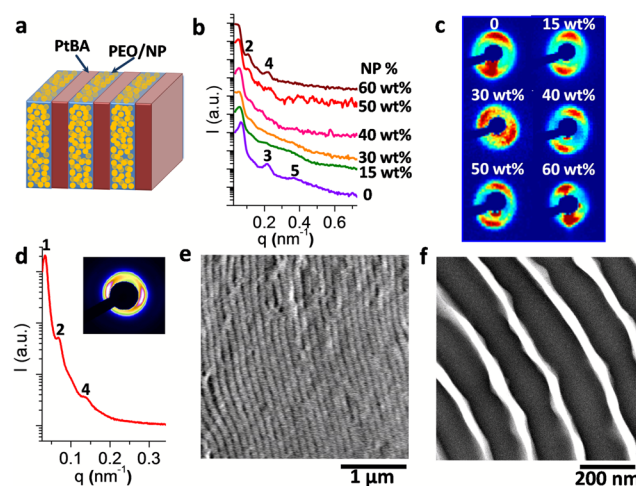 a
PtBA PEO/NP
b
I (a.u.)
2 4
NP %
60 wt%
50 wt%
40 wt%
30 wt%
15 wt%
0
3 5
0.2 0.4 0.6
q (nm⁻¹)
c
0 15 wt%
30 wt% 40 wt%
50 wt% 60 wt%
d
I (a.u.)
1
2
4
0.1 0.2 0.3
q (nm⁻¹)
e
1 µm
f
200 nm